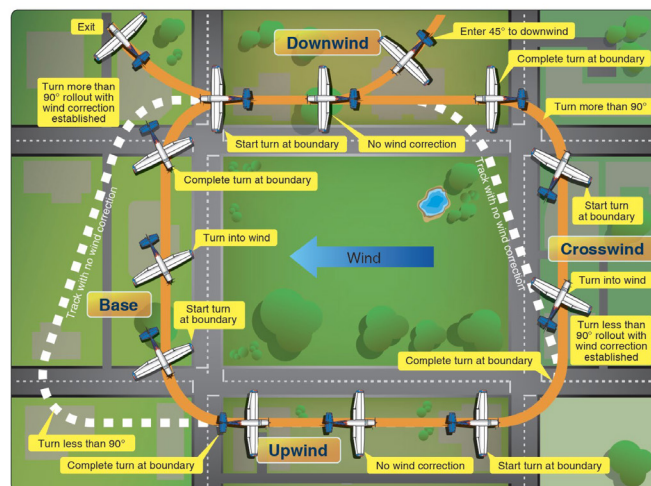 Exit
Downwind
Enter 45° to downwind
Complete turn at boundary
Turn more than
90° rollout with
wind correction
established
Turn more than 90°
Start turn at boundary
No wind correction
Complete turn at boundary
Start turn
at boundary
Track with no wind correction
Track with no wind correction
Turn into wind
Wind
Crosswind
Turn into wind
Base
Start turn
at boundary
Turn less than
90° rollout with
wind correction
established
Complete turn at boundary
Turn less than 90°
Upwind
Complete turn at boundary
No wind correction
Start turn at boundary